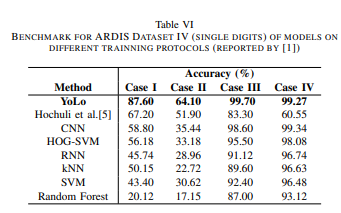 Table VI
BENCHMARK FOR ARDIS DATASET IV (SINGLE DIGITS) OF MODELS ON
DIFFERENT TRAINNING PROTOCOLS (REPORTED BY [1])
Accuracy (%)
Method Case I Case II Case III Case IV
YoLo 87.60 64.10 99.70 99.27
Hochuli et al.[5] 67.20 51.90 83.30 60.55
CNN 58.80 35.44 98.60 99.34
HOG-SVM 56.18 33.18 95.50 98.08
RNN 45.74 28.96 91.12 96.74
kNN 50.15 22.72 89.60 96.63
SVM 43.40 30.62 92.40 96.48
Random Forest 20.12 17.15 87.00 93.12